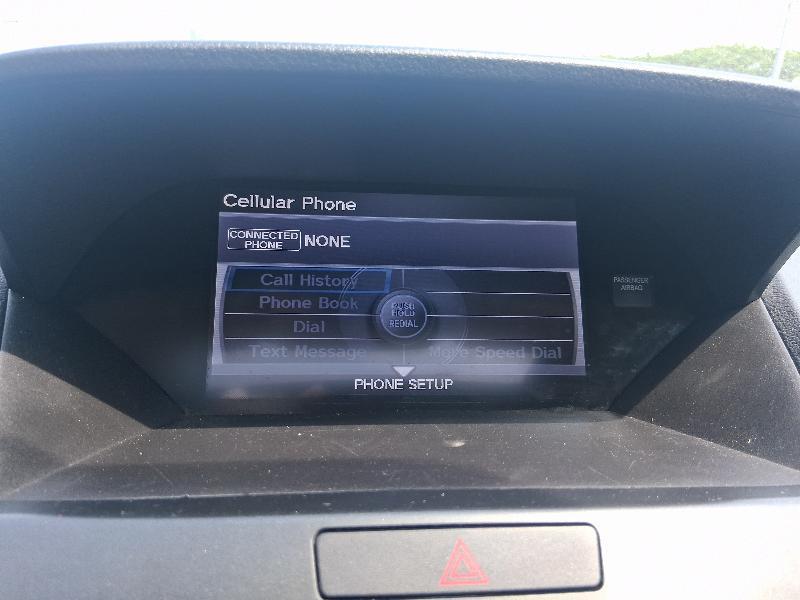 Cellular Phone
CONNECTED
PHONE
NONE
Call History
Phone Book
Dial
Text Message
PUSH
HOLD
REDIAL
More Speed Dial
PHONE SETUP
PASSENGER
AIRBAG